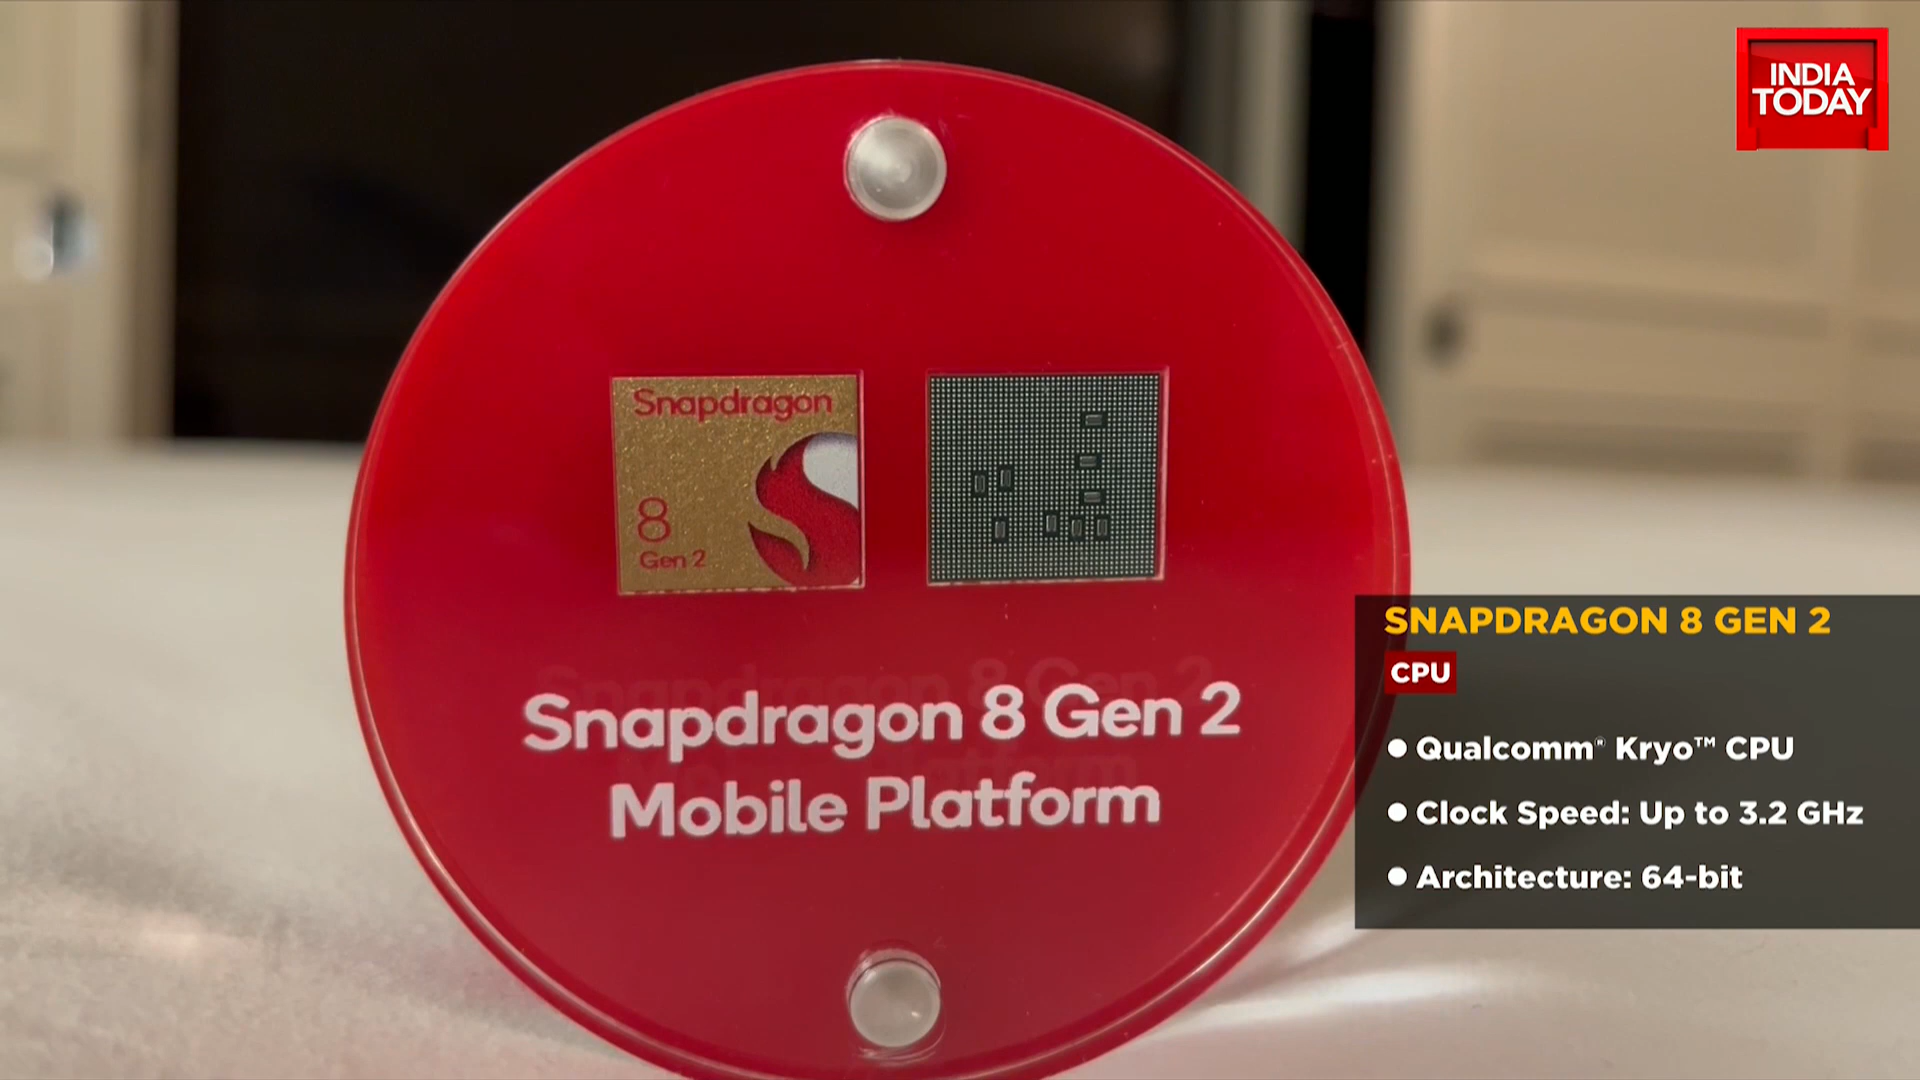 INDIA
TODAY
Snapdragon
8
Gen 2
Snapdragon 8 Gen 2
Mobile Platform
SNAPDRAGON 8 GEN 2
CPU
● Qualcomm® Kryo™ CPU
● Clock Speed: Up to 3.2 GHz
● Architecture: 64-bit